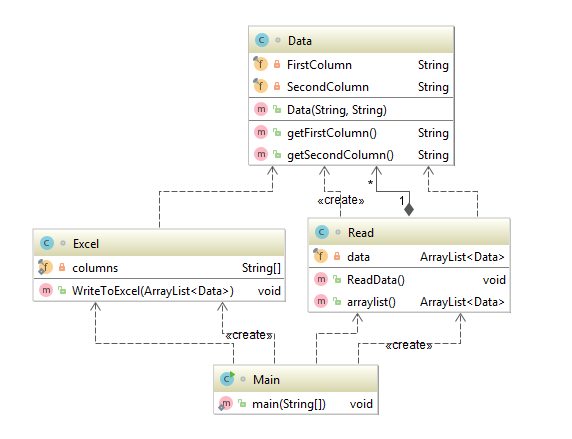 Data
FirstColumn String
SecondColumn String
Data(String, String)
getFirstColumn() String
getSecondColumn() String
«create»
*
1
Excel
columns String[]
WriteToExcel(ArrayList<Data>) void
Read
data ArrayList<Data>
ReadData() void
arraylist() ArrayList<Data>
«create»
«create»
Main
main(String[]) void